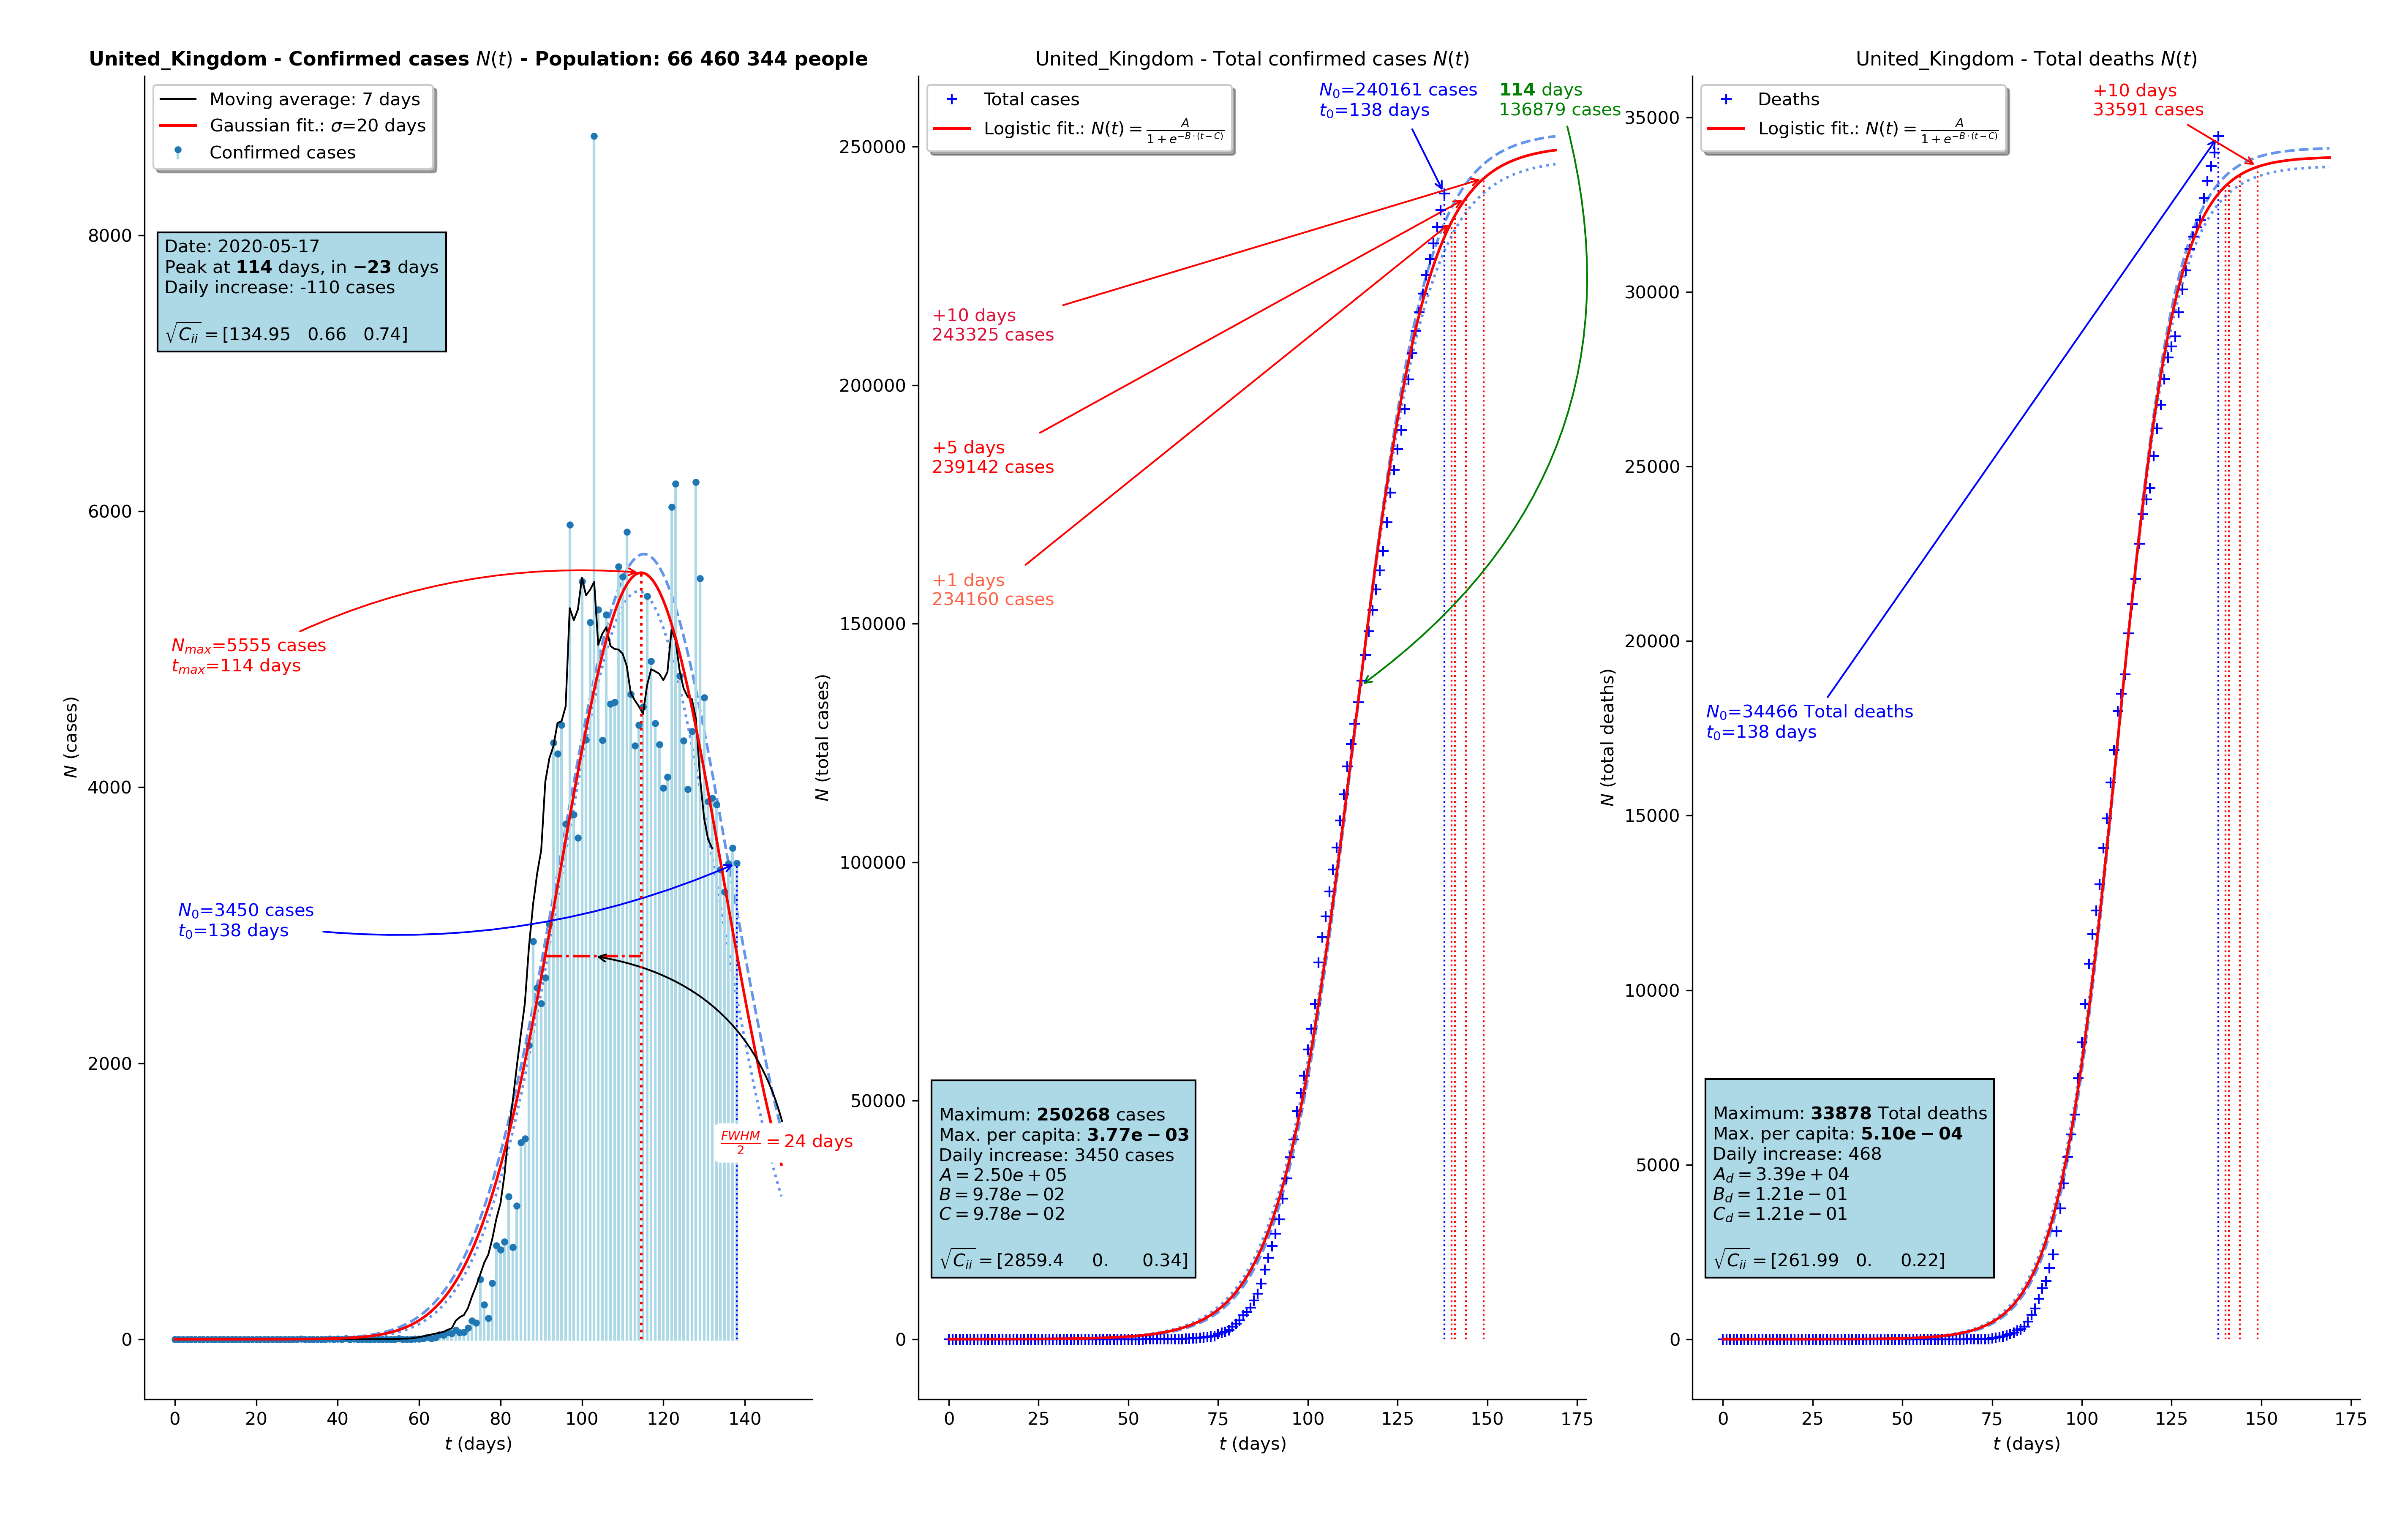 United_Kingdom - Confirmed cases N(t) - Population: 66 460 344 people
Moving average: 7 days
Gaussian fit.: σ=20 days
Confirmed cases
Date: 2020-05-17
Peak at 114 days, in −23 days
Daily increase: -110 cases
√C_ii = [134.95 0.66 0.74]
N_max=5555 cases
t_max=114 days
N_0=3450 cases
t_0=138 days
FWHM/2 = 24 days
N (cases)
8000
6000
4000
2000
0
0 20 40 60 80 100 120 140
t (days)
United_Kingdom - Total confirmed cases N(t)
Total cases
Logistic fit.: N(t) = A/(1 + e^{−B·(t−C)})
N_0=240161 cases
t_0=138 days
114 days
136879 cases
+10 days
243325 cases
+5 days
239142 cases
+1 days
234160 cases
Maximum: 250268 cases
Max. per capita: 3.77e − 03
Daily increase: 3450 cases
A = 2.50e + 05
B = 9.78e − 02
C = 9.78e − 02
√C_ii = [2859.4 0. 0.34]
N (total cases)
250000
200000
150000
100000
50000
0
0 25 50 75 100 125 150 175
t (days)
United_Kingdom - Total deaths N(t)
Deaths
Logistic fit.: N(t) = A/(1 + e^{−B·(t−C)})
+10 days
33591 cases
N_0=34466 Total deaths
t_0=138 days
Maximum: 33878 Total deaths
Max. per capita: 5.10e − 04
Daily increase: 468
A_d = 3.39e + 04
B_d = 1.21e − 01
C_d = 1.21e − 01
√C_ii = [261.99 0. 0.22]
N (total deaths)
35000
30000
25000
20000
15000
10000
5000
0
0 25 50 75 100 125 150 175
t (days)